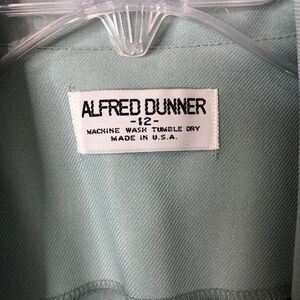 ALFRED DUNNER
-12-
MACHINE WASH TUMBLE DRY
MADE IN U.S.A.